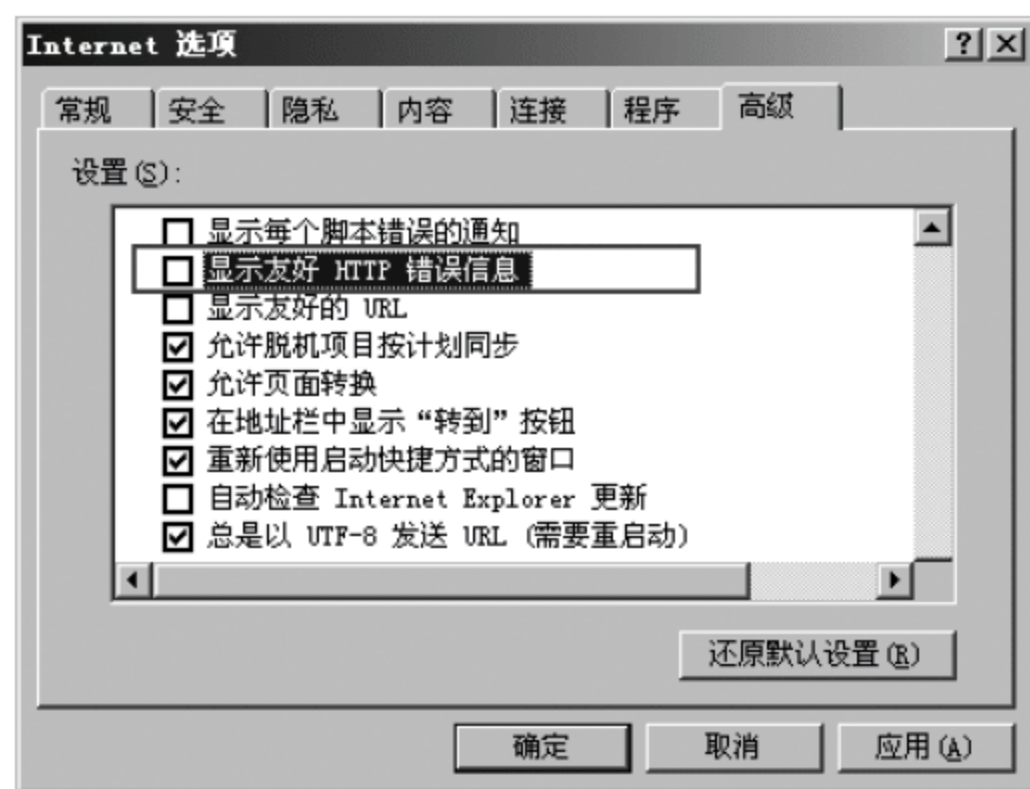 Internet 选项
常规 安全 隐私 内容 连接 程序 高级
设置(S):
显示每个脚本错误的通知
显示友好 HTTP 错误信息
显示友好的 URL
允许脱机项目按计划同步
允许页面转换
在地址栏中显示“转到”按钮
重新使用启动快捷方式的窗口
自动检查 Internet Explorer 更新
总是以 UTF-8 发送 URL (需要重启动)
还原默认设置(R)
确定 取消 应用(A)